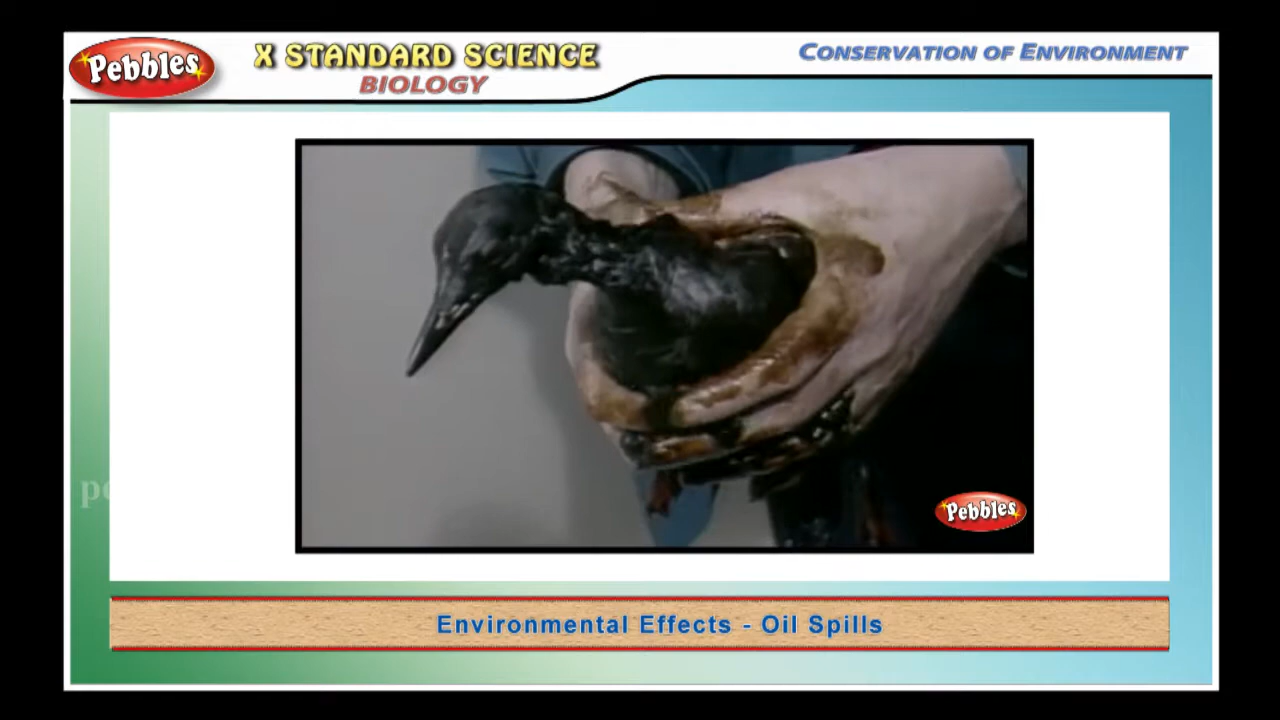 Pebbles
X STANDARD SCIENCE
BIOLOGY
CONSERVATION OF ENVIRONMENT
Pebbles
Environmental Effects - Oil Spills